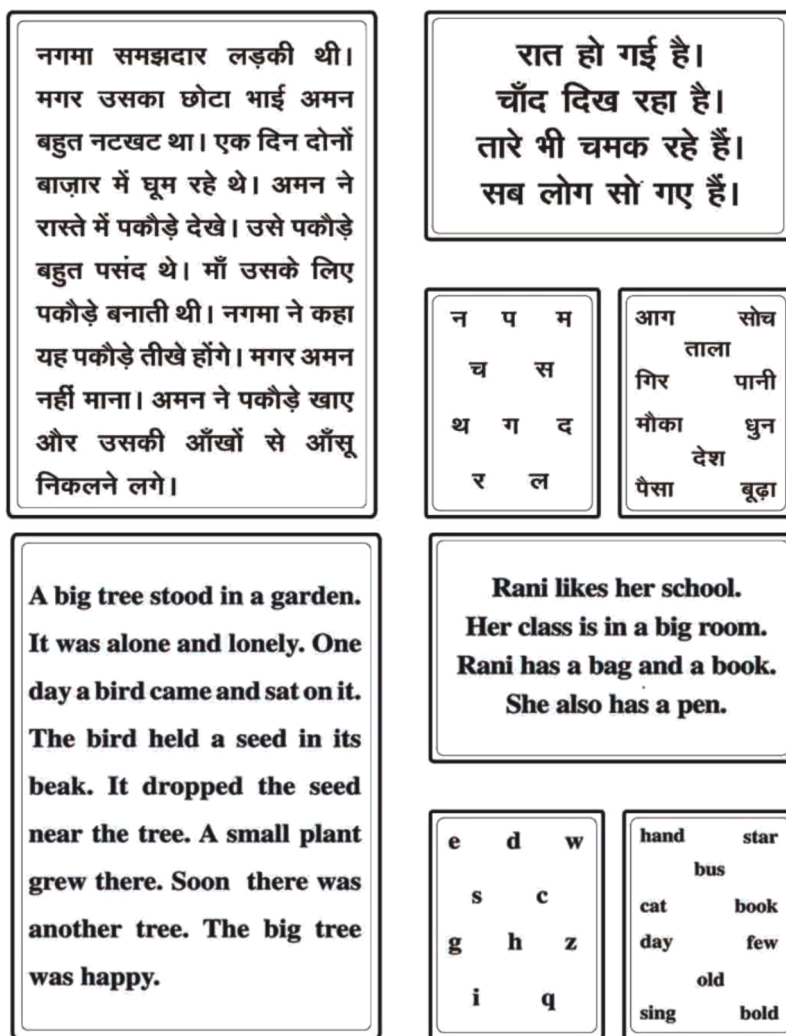 नगमा समझदार लड़की थी।
मगर उसका छोटा भाई अमन
बहुत नटखट था। एक दिन दोनों
बाज़ार में घूम रहे थे। अमन ने
रास्ते में पकौड़े देखे। उसे पकौड़े
बहुत पसंद थे। माँ उसके लिए
पकौड़े बनाती थी। नगमा ने कहा
यह पकौड़े तीखे होंगे। मगर अमन
नहीं माना। अमन ने पकौड़े खाए
और उसकी आँखों से आँसू
निकलने लगे।
रात हो गई है।
चाँद दिख रहा है।
तारे भी चमक रहे हैं।
सब लोग सो गए हैं।
न प म
च स
थ ग द
र ल
आग सोच
ताला
गिर पानी
मौका धुन
देश
पैसा बूढ़ा
A big tree stood in a garden.
It was alone and lonely. One
day a bird came and sat on it.
The bird held a seed in its
beak. It dropped the seed
near the tree. A small plant
grew there. Soon there was
another tree. The big tree
was happy.
Rani likes her school.
Her class is in a big room.
Rani has a bag and a book.
She also has a pen.
e d w
s c
g h z
i q
hand star
bus
cat book
day few
old
sing bold